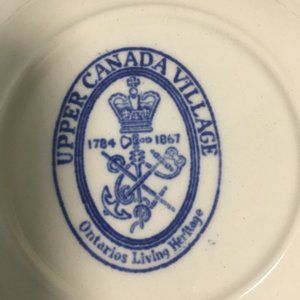 UPPER CANADA VILLAGE
1784 1867
Ontarios Living Heritage